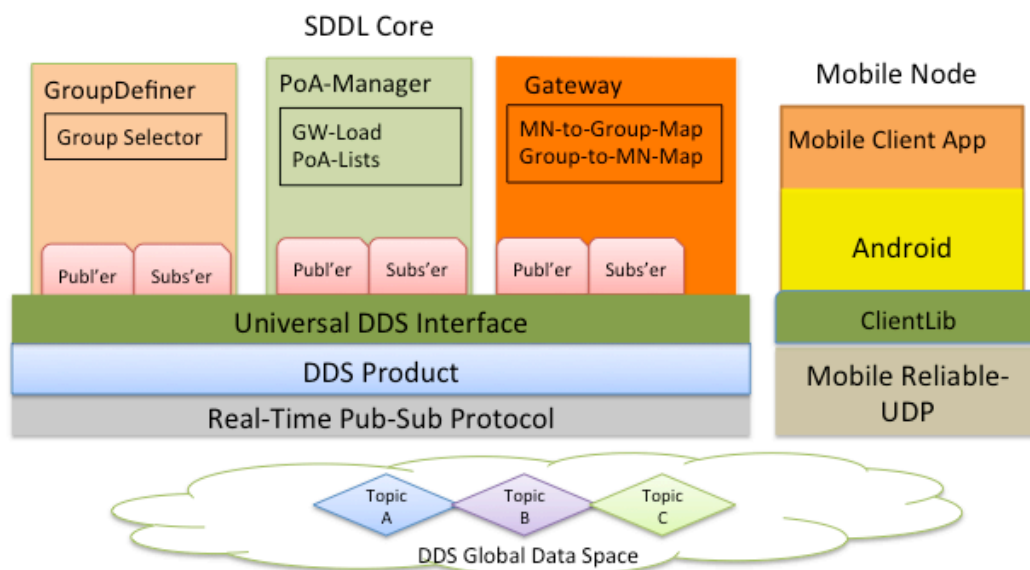 SDDL Core
GroupDefiner
Group Selector
Publ'er
Subs'er
PoA-Manager
GW-Load
PoA-Lists
Publ'er
Subs'er
Gateway
MN-to-Group-Map
Group-to-MN-Map
Publ'er
Subs'er
Universal DDS Interface
DDS Product
Real-Time Pub-Sub Protocol
Mobile Node
Mobile Client App
Android
ClientLib
Mobile Reliable-
UDP
Topic
A
Topic
B
Topic
C
DDS Global Data Space